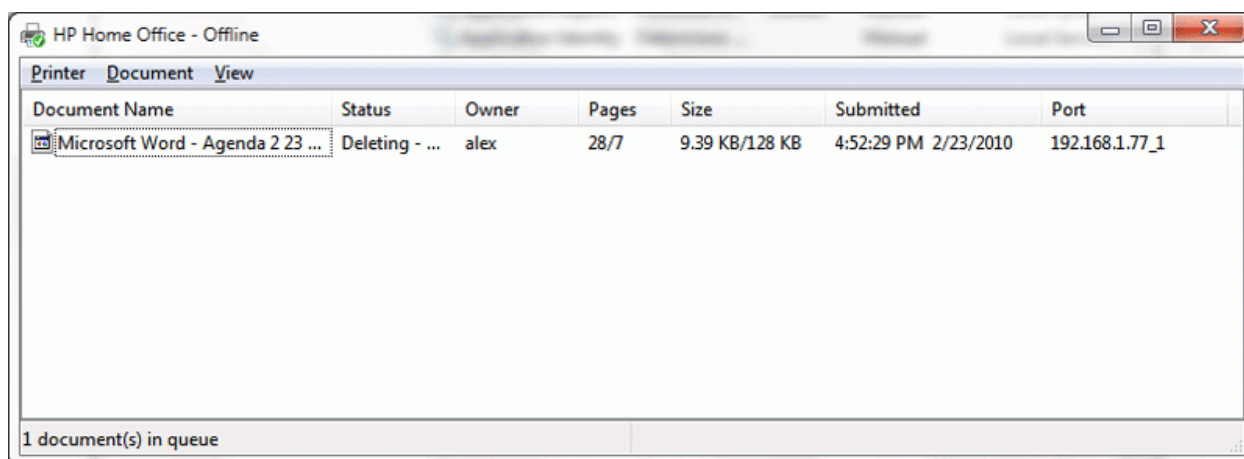 HP Home Office - Offline
Printer Document View
Document Name Status Owner Pages Size Submitted Port
Microsoft Word - Agenda 2 23 ... Deleting - ... alex 28/7 9.39 KB/128 KB 4:52:29 PM 2/23/2010 192.168.1.77_1
1 document(s) in queue